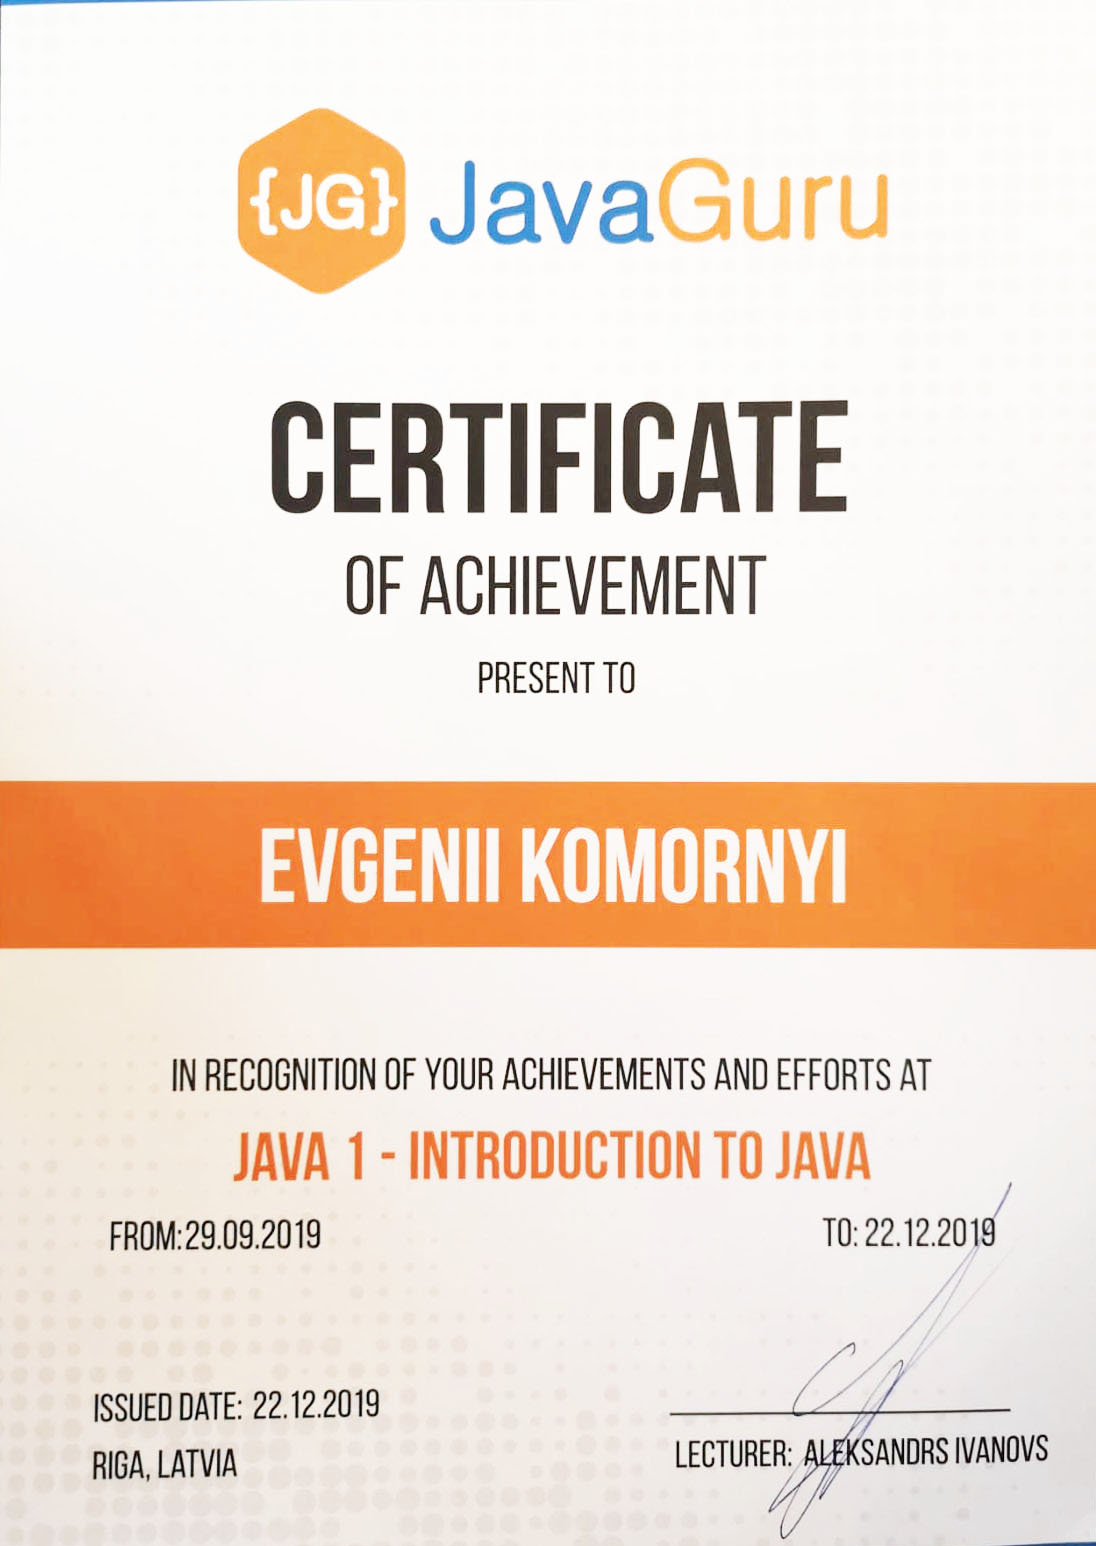 {JG} JavaGuru
CERTIFICATE
OF ACHIEVEMENT
PRESENT TO
EVGENII KOMORNYI
IN RECOGNITION OF YOUR ACHIEVEMENTS AND EFFORTS AT
JAVA 1 - INTRODUCTION TO JAVA
FROM: 29.09.2019 TO: 22.12.2019
ISSUED DATE: 22.12.2019
RIGA, LATVIA
LECTURER: ALEKSANDRS IVANOVS